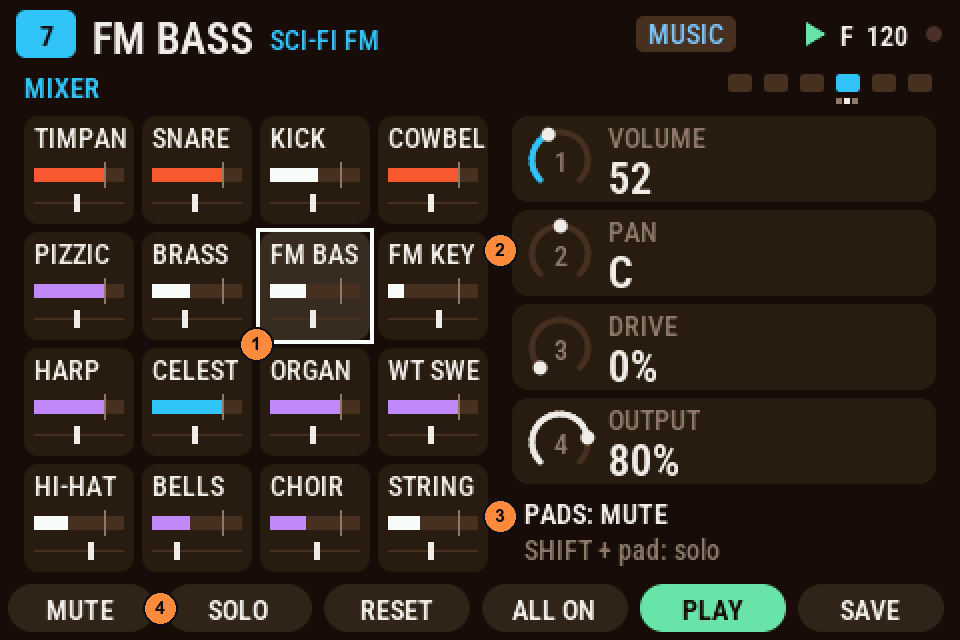 7 FM BASS SCI-FI FM MUSIC F 120
MIXER
TIMPAN SNARE KICK COWBEL
PIZZIC BRASS FM BAS FM KEY
HARP CELEST ORGAN WT SWE
HI-HAT BELLS CHOIR STRING
1 VOLUME
52
2 PAN
C
3 DRIVE
0%
4 OUTPUT
80%
1
2
3 PADS: MUTE
SHIFT + pad: solo
MUTE 4 SOLO RESET ALL ON PLAY SAVE